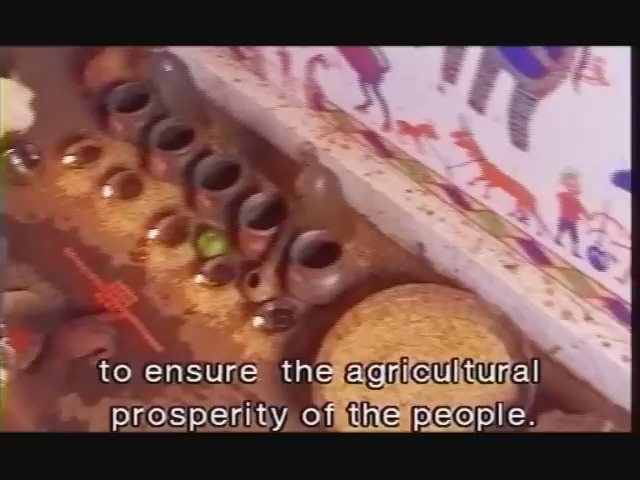 to ensure the agricultural
prosperity of the people.